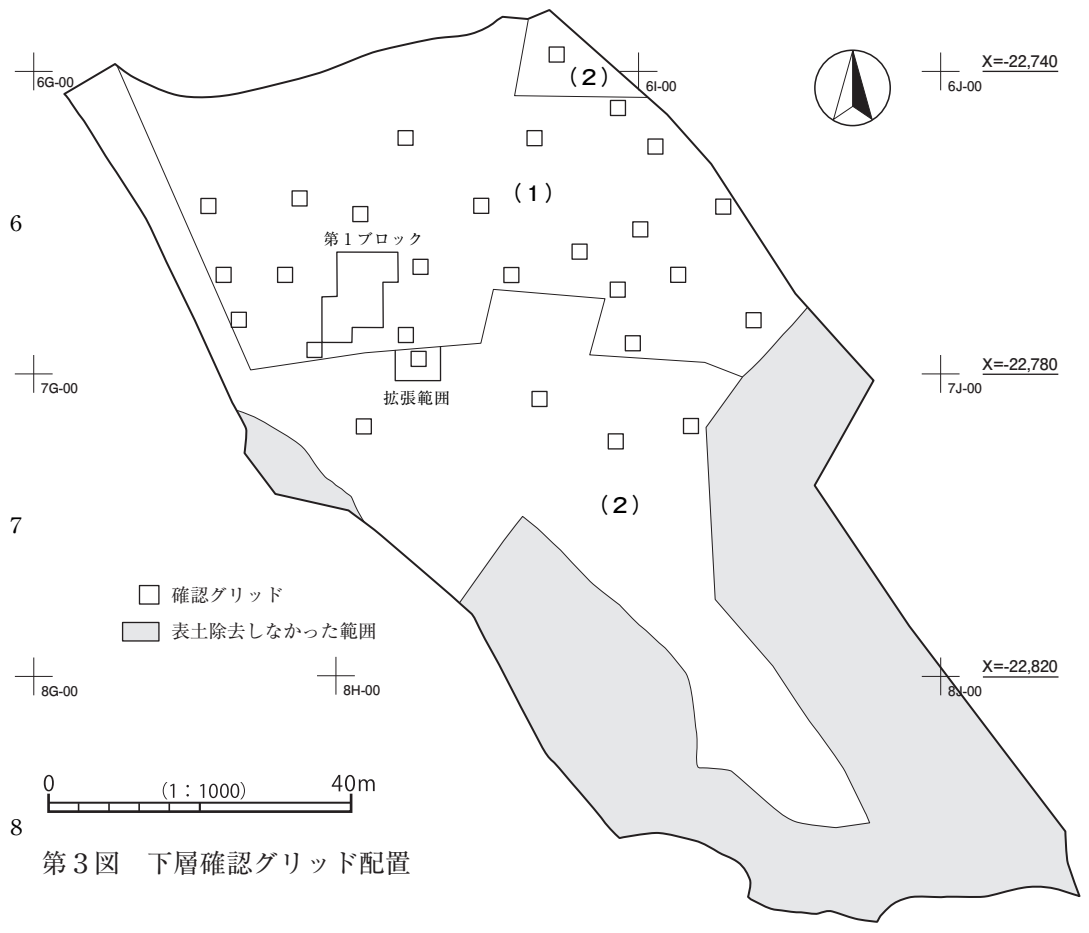 6G-00
(2)
6I-00
6J-00
X=-22,740
(1)
6
第1ブロック
7G-00
拡張範囲
7J-00
X=-22,780
(2)
7
確認グリッド
表土除去しなかった範囲
8G-00
8H-00
8J-00
X=-22,820
0
(1：1000)
40m
8
第3図　下層確認グリッド配置